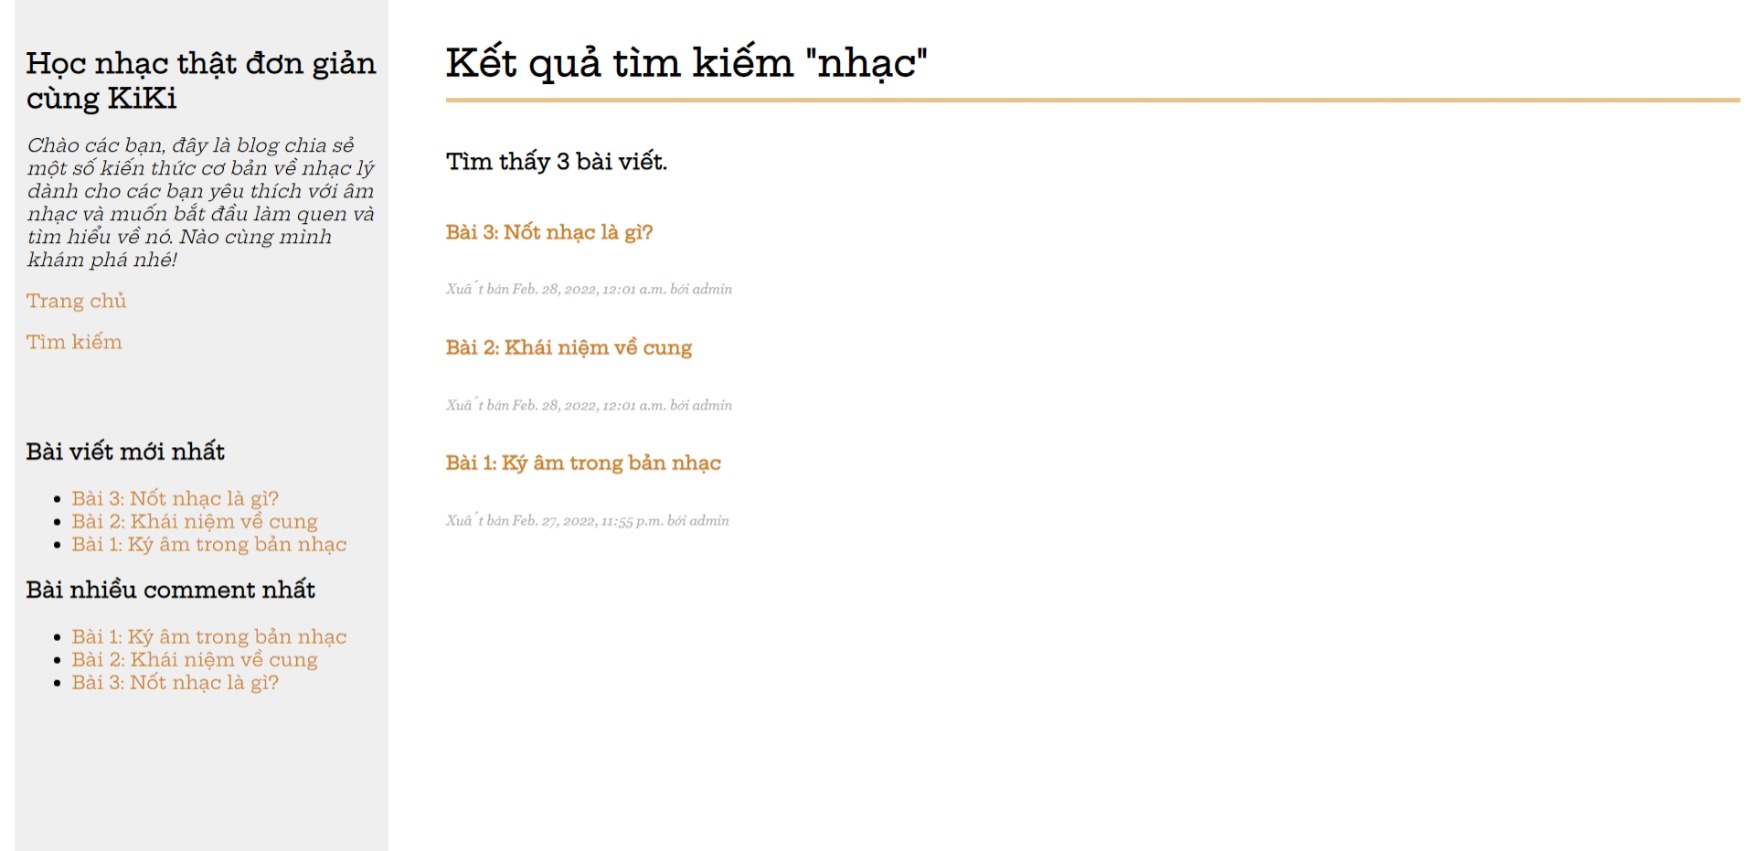 Học nhạc thật đơn giản
cùng KiKi
Chào các bạn, đây là blog chia sẻ
một số kiến thức cơ bản về nhạc lý
dành cho các bạn yêu thích với âm
nhạc và muốn bắt đầu làm quen và
tìm hiểu về nó. Nào cùng mình
khám phá nhé!
Trang chủ
Tìm kiếm
Bài viết mới nhất
Bài 3: Nốt nhạc là gì?
Bài 2: Khái niệm về cung
Bài 1: Ký âm trong bản nhạc
Bài nhiều comment nhất
Bài 1: Ký âm trong bản nhạc
Bài 2: Khái niệm về cung
Bài 3: Nốt nhạc là gì?
Kết quả tìm kiếm "nhạc"
Tìm thấy 3 bài viết.
Bài 3: Nốt nhạc là gì?
Xuất bản Feb. 28, 2022, 12:01 a.m. bởi admin
Bài 2: Khái niệm về cung
Xuất bản Feb. 28, 2022, 12:01 a.m. bởi admin
Bài 1: Ký âm trong bản nhạc
Xuất bản Feb. 27, 2022, 11:55 p.m. bởi admin